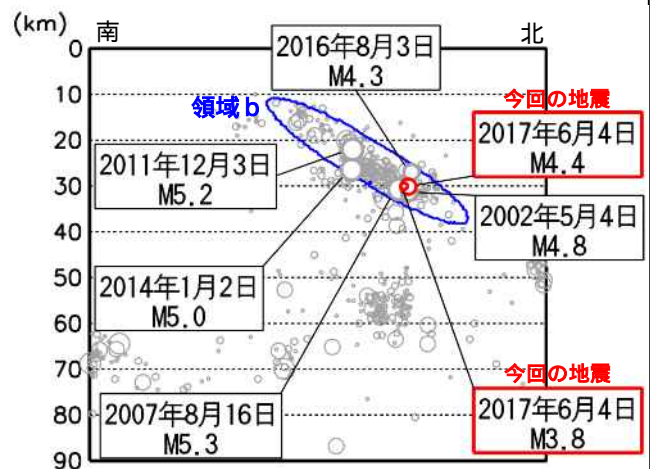 (km)
南
北
0
10
20
30
40
50
60
70
80
90
領域b
2016年8月3日
M4.3
今回の地震
2017年6月4日
M4.4
2011年12月3日
M5.2
2002年5月4日
M4.8
2014年1月2日
M5.0
今回の地震
2017年6月4日
M3.8
2007年8月16日
M5.3